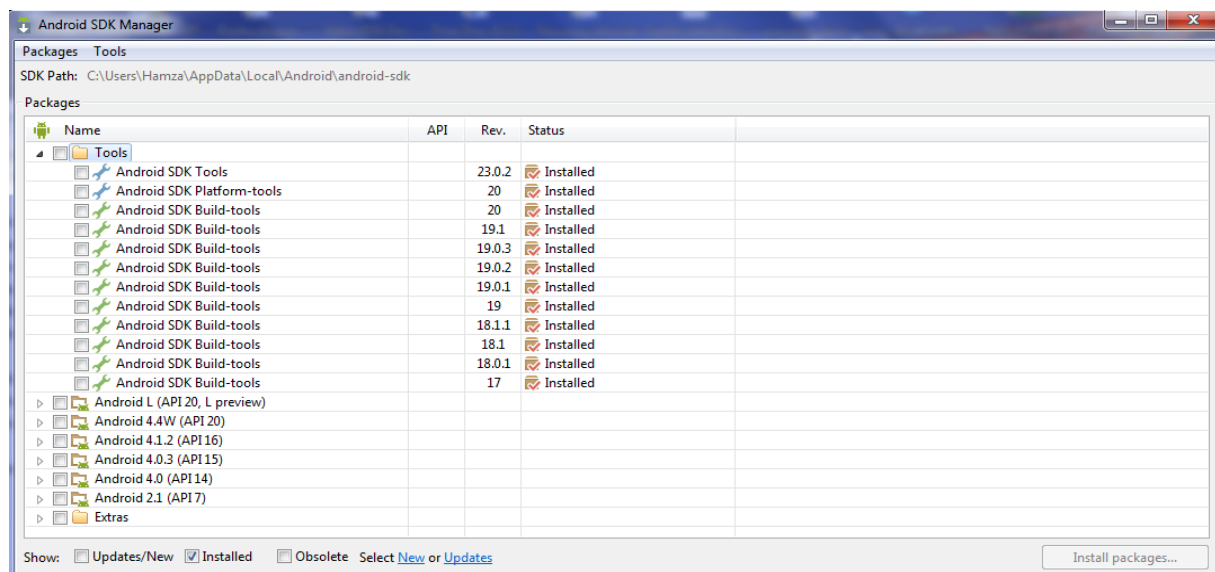 Android SDK Manager
Packages Tools
SDK Path: C:\Users\Hamza\AppData\Local\Android\android-sdk
Packages
Name API Rev. Status
Tools
Android SDK Tools 23.0.2 Installed
Android SDK Platform-tools 20 Installed
Android SDK Build-tools 20 Installed
Android SDK Build-tools 19.1 Installed
Android SDK Build-tools 19.0.3 Installed
Android SDK Build-tools 19.0.2 Installed
Android SDK Build-tools 19.0.1 Installed
Android SDK Build-tools 19 Installed
Android SDK Build-tools 18.1.1 Installed
Android SDK Build-tools 18.1 Installed
Android SDK Build-tools 18.0.1 Installed
Android SDK Build-tools 17 Installed
Android L (API 20, L preview)
Android 4.4W (API 20)
Android 4.1.2 (API 16)
Android 4.0.3 (API 15)
Android 4.0 (API 14)
Android 2.1 (API 7)
Extras
Show: Updates/New Installed Obsolete Select New or Updates Install packages...